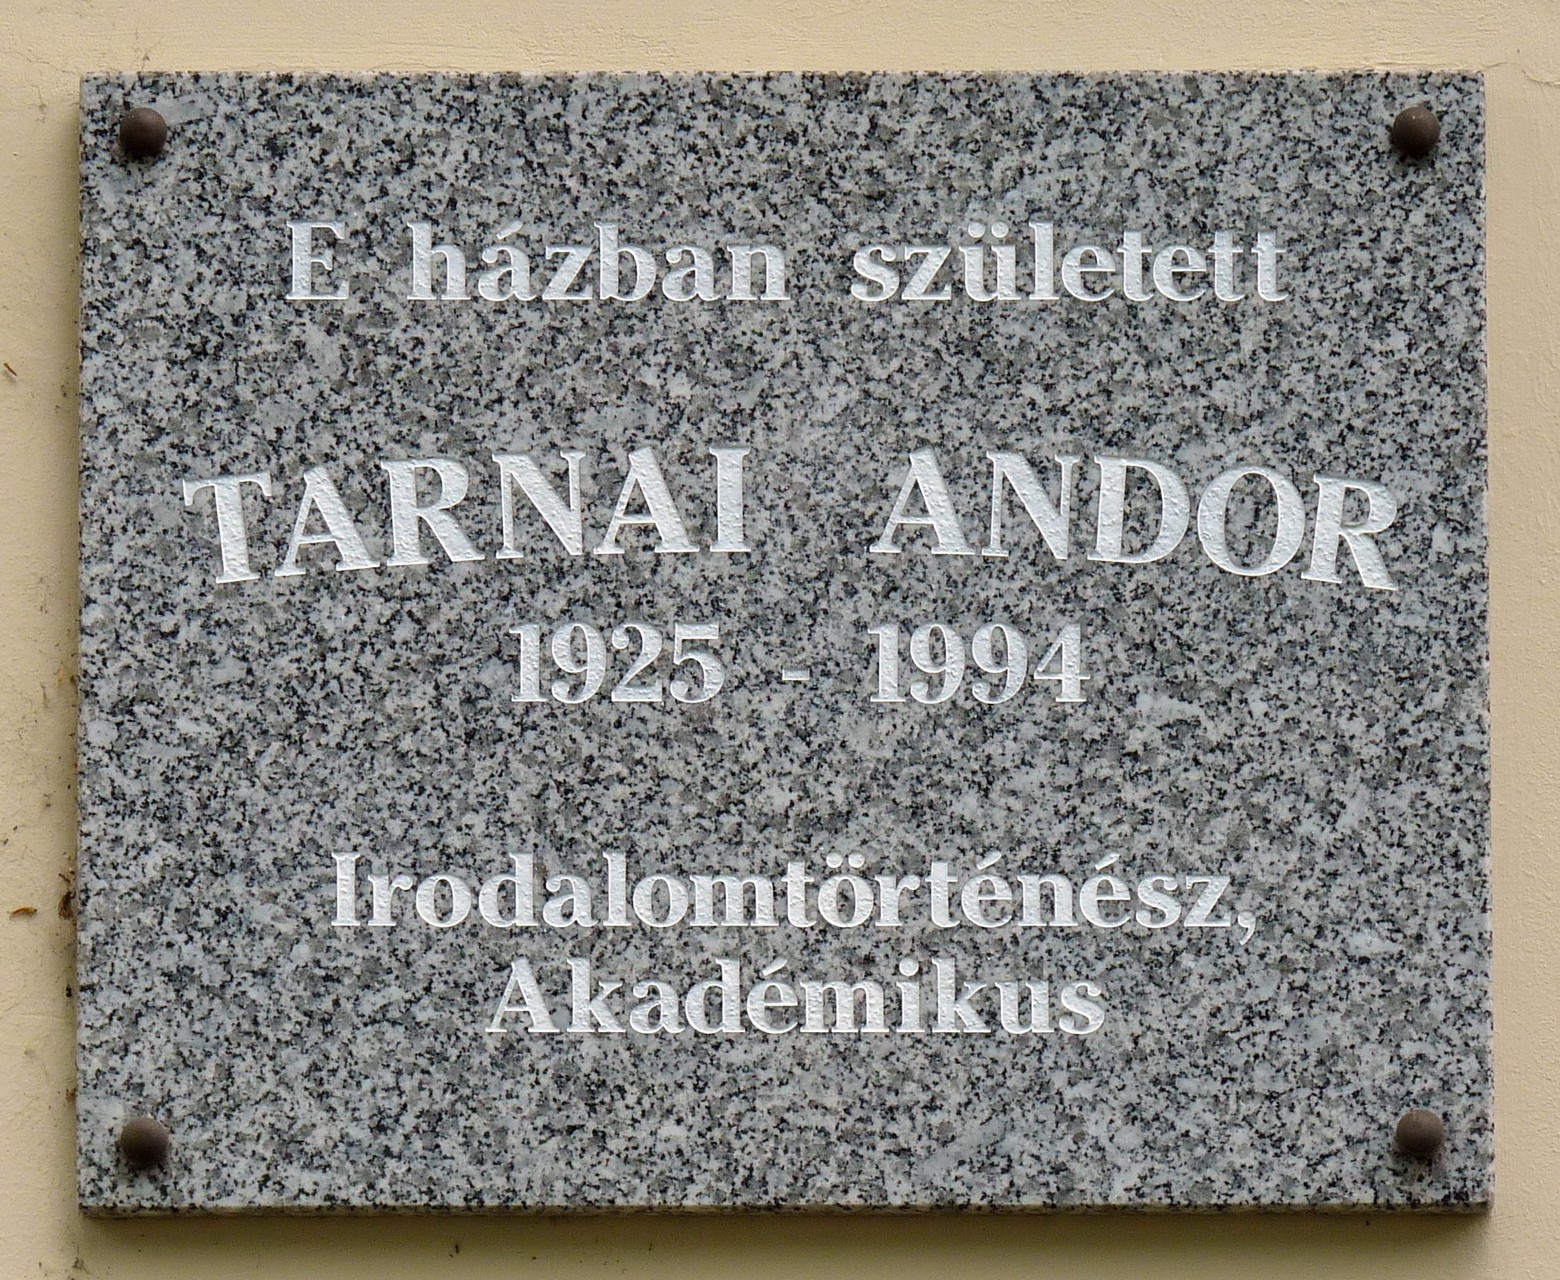 E házban született
TARNAI ANDOR
1925 - 1994
Irodalomtörténész,
Akadémikus